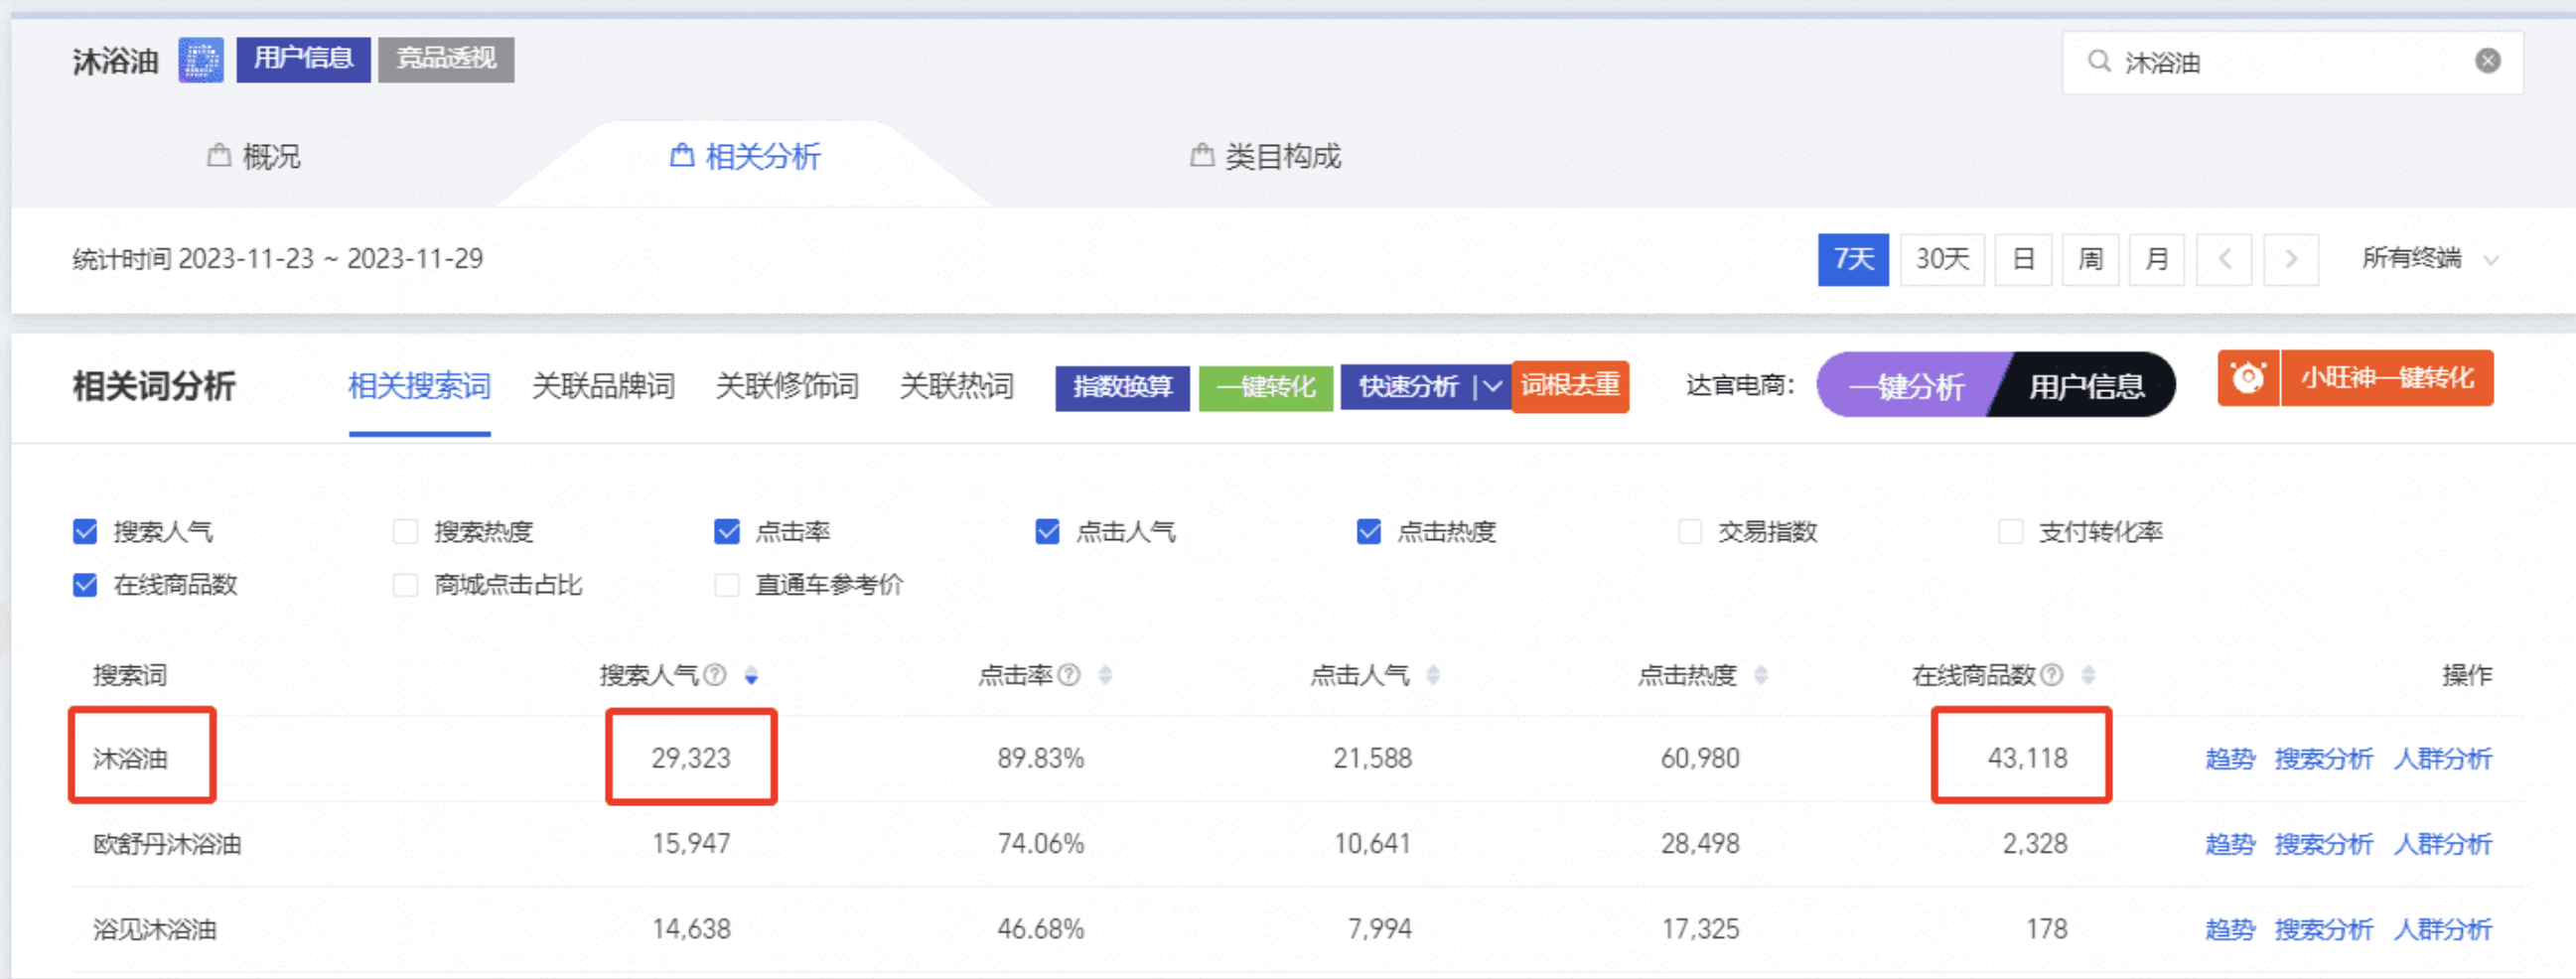 沐浴油 用户信息 竞品透视 沐浴油
概况 相关分析 类目构成
统计时间 2023-11-23 ~ 2023-11-29 7天 30天 日 周 月 < > 所有终端
相关词分析 相关搜索词 关联品牌词 关联修饰词 关联热词 指数换算 一键转化 快速分析 词根去重 达官电商: 一键分析 用户信息 小旺神一键转化
搜索人气 搜索热度 点击率 点击人气 点击热度 交易指数 支付转化率
在线商品数 商城点击占比 直通车参考价
搜索词 搜索人气 点击率 点击人气 点击热度 在线商品数 操作
沐浴油 29,323 89.83% 21,588 60,980 43,118 趋势 搜索分析 人群分析
欧舒丹沐浴油 15,947 74.06% 10,641 28,498 2,328 趋势 搜索分析 人群分析
浴见沐浴油 14,638 46.68% 7,994 17,325 178 趋势 搜索分析 人群分析